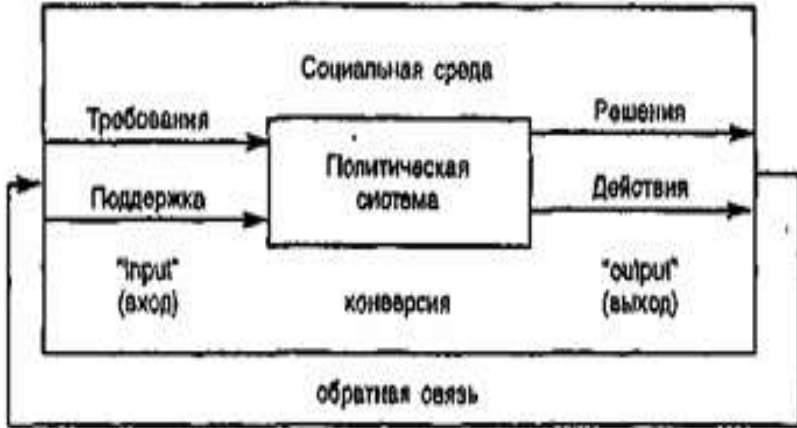 Социальная среда
Требования
Решения
Политическая
система
Поддержка
Действия
"input"
(вход)
конверсия
"output"
(выход)
обратная связь